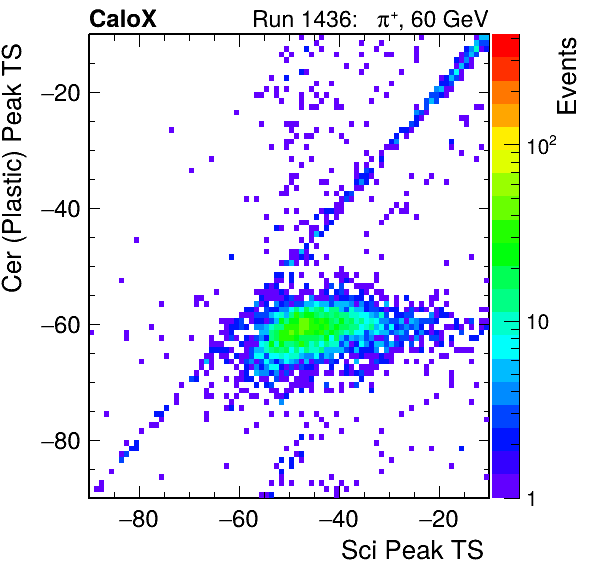 CaloX Run 1436: π⁺, 60 GeV
Cer (Plastic) Peak TS
−20
−40
−60
−80
−80 −60 −40 −20
Sci Peak TS
Events
10²
10
1